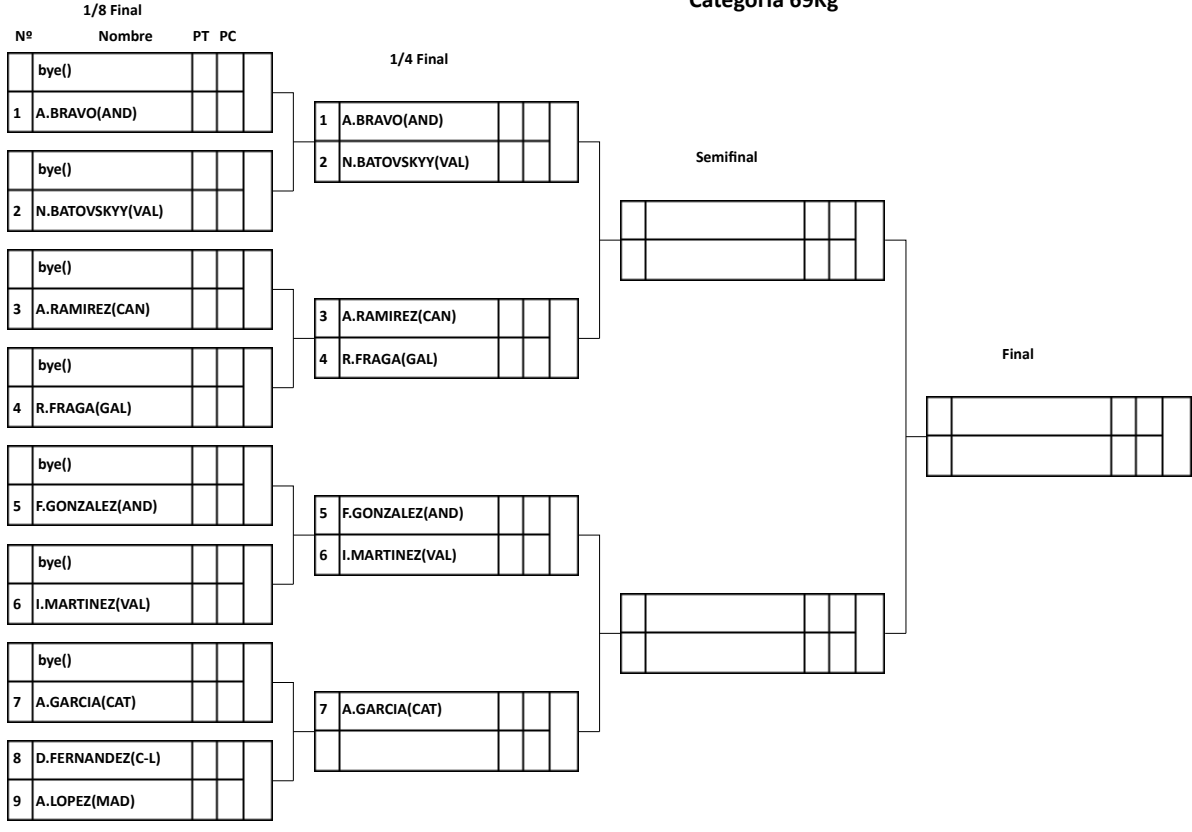 Categoría 69Kg
1/8 Final
Nº Nombre PT PC
bye()
1 A.BRAVO(AND)
bye()
2 N.BATOVSKYY(VAL)
bye()
3 A.RAMIREZ(CAN)
bye()
4 R.FRAGA(GAL)
bye()
5 F.GONZALEZ(AND)
bye()
6 I.MARTINEZ(VAL)
bye()
7 A.GARCIA(CAT)
8 D.FERNANDEZ(C-L)
9 A.LOPEZ(MAD)
1/4 Final
1 A.BRAVO(AND)
2 N.BATOVSKYY(VAL)
3 A.RAMIREZ(CAN)
4 R.FRAGA(GAL)
5 F.GONZALEZ(AND)
6 I.MARTINEZ(VAL)
7 A.GARCIA(CAT)
Semifinal
Final